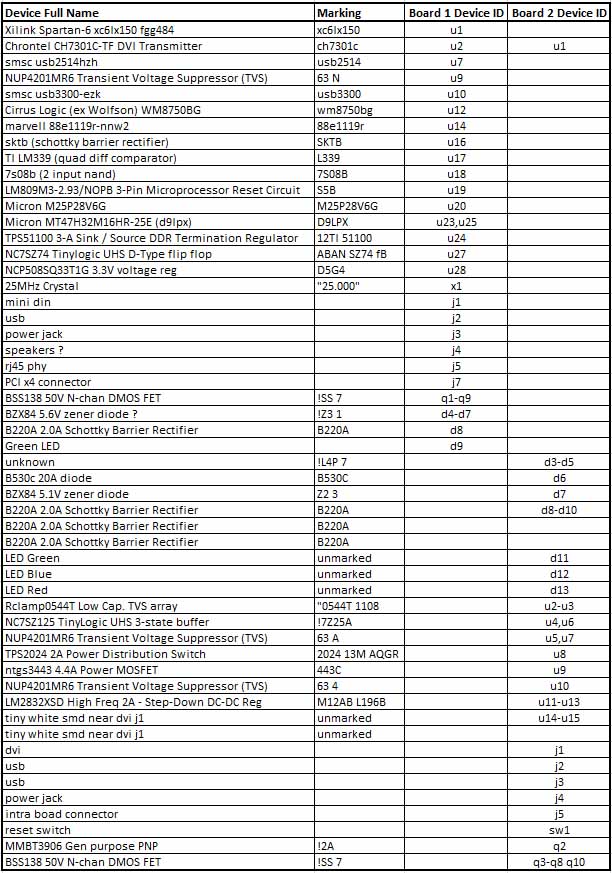 Device Full Name Marking Board 1 Device ID Board 2 Device ID
Xilink Spartan-6 xc6lx150 fgg484 xc6lx150 u1
Chrontel CH7301C-TF DVI Transmitter ch7301c u2 u1
smsc usb2514hzh usb2514 u7
NUP4201MR6 Transient Voltage Suppressor (TVS) 63 N u9
smsc usb3300-ezk usb3300 u10
Cirrus Logic (ex Wolfson) WM8750BG wm8750bg u12
marvell 88e1119r-nnw2 88e1119r u14
sktb (schottky barrier rectifier) SKTB u16
TI LM339 (quad diff comparator) L339 u17
7s08b (2 input nand) 7S08B u18
LM809M3-2.93/NOPB 3-Pin Microprocessor Reset Circuit S5B u19
Micron M25P28V6G M25P28V6G u20
Micron MT47H32M16HR-25E (d9lpx) D9LPX u23,u25
TPS51100 3-A Sink / Source DDR Termination Regulator 12TI 51100 u24
NC7SZ74 Tinylogic UHS D-Type flip flop ABAN SZ74 fB u27
NCP508SQ33T1G 3.3V voltage reg D5G4 u28
25MHz Crystal "25.000" x1
mini din j1
usb j2
power jack j3
speakers ? j4
rj45 phy j5
PCI x4 connector j7
BSS138 50V N-chan DMOS FET !SS 7 q1-q9
BZX84 5.6V zener diode ? !Z3 1 d4-d7
B220A 2.0A Schottky Barrier Rectifier B220A d8
Green LED d9
unknown !L4P 7 d3-d5
B530c 20A diode B530C d6
BZX84 5.1V zener diode Z2 3 d7
B220A 2.0A Schottky Barrier Rectifier B220A d8-d10
B220A 2.0A Schottky Barrier Rectifier B220A
B220A 2.0A Schottky Barrier Rectifier B220A
LED Green unmarked d11
LED Blue unmarked d12
LED Red unmarked d13
Rclamp0544T Low Cap. TVS array "0544T 1108 u2-u3
NC7SZ125 TinyLogic UHS 3-state buffer !7Z25A u4,u6
NUP4201MR6 Transient Voltage Suppressor (TVS) 63 A u5,u7
TPS2024 2A Power Distribution Switch 2024 13M AQGR u8
ntgs3443 4.4A Power MOSFET 443C u9
NUP4201MR6 Transient Voltage Suppressor (TVS) 63 4 u10
LM2832XSD High Freq 2A - Step-Down DC-DC Reg M12AB L196B u11-u13
tiny white smd near dvi j1 unmarked u14-u15
tiny white smd near dvi j1 unmarked
dvi j1
usb j2
usb j3
power jack j4
intra boad connector j5
reset switch sw1
MMBT3906 Gen purpose PNP !2A q2
BSS138 50V N-chan DMOS FET !SS 7 q3-q8 q10